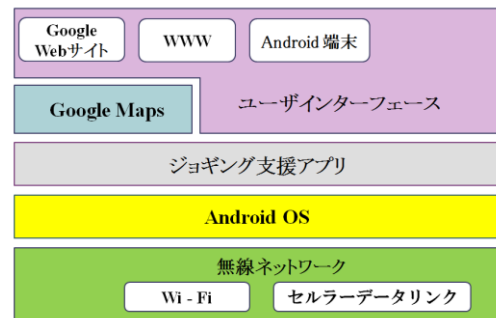 Google
Webサイト
WWW
Android 端末
Google Maps
ユーザインターフェース
ジョギング支援アプリ
Android OS
無線ネットワーク
Wi - Fi
セルラーデータリンク